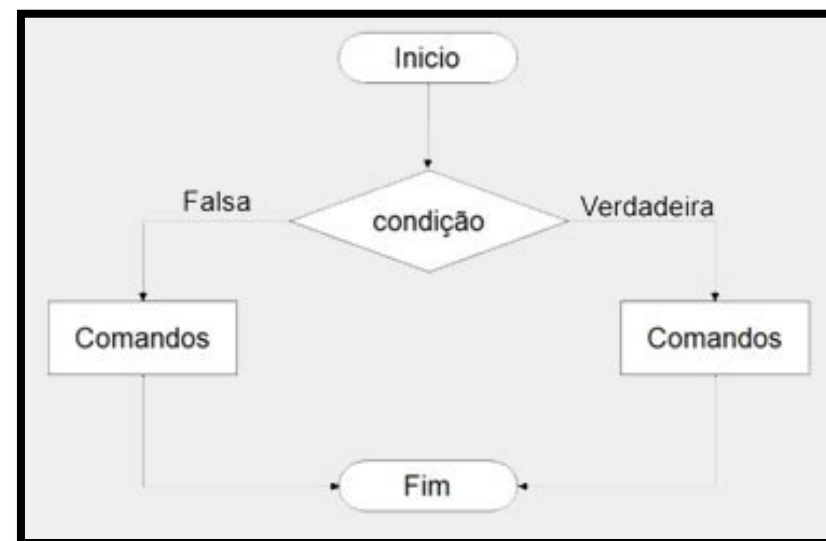 Inicio
Falsa
condição
Verdadeira
Comandos
Comandos
Fim